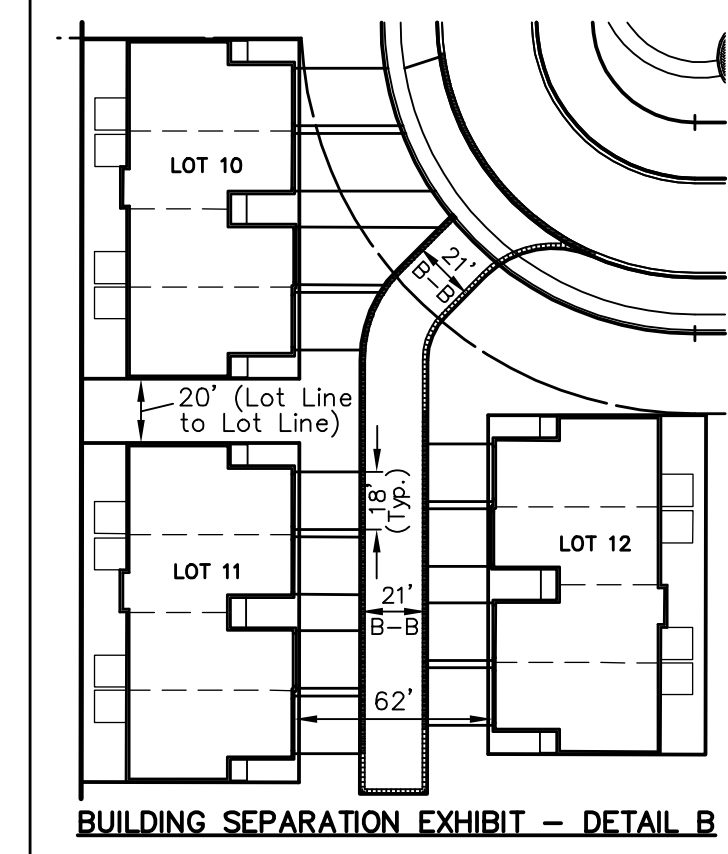 LOT 10
21'
B-B
20' (Lot Line
to Lot Line)
18'
(Typ.)
LOT 11
LOT 12
21'
B-B
62'
BUILDING SEPARATION EXHIBIT - DETAIL B